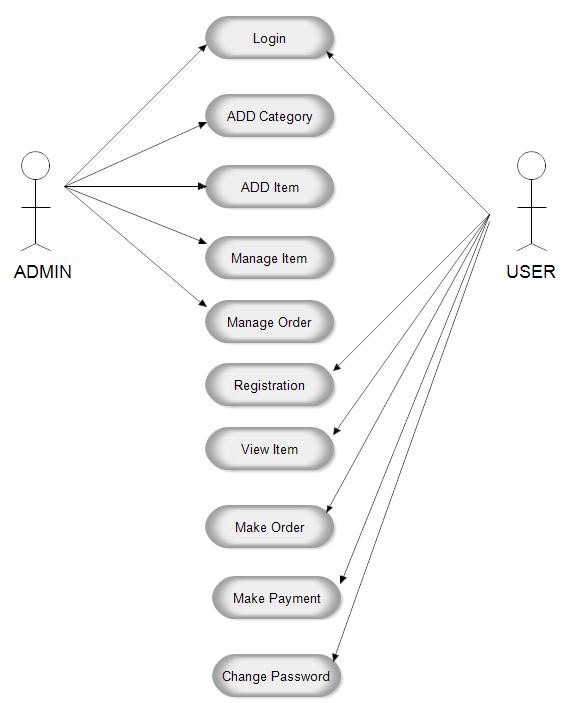 Login
ADD Category
ADD Item
Manage Item
ADMIN
USER
Manage Order
Registration
View Item
Make Order
Make Payment
Change Password